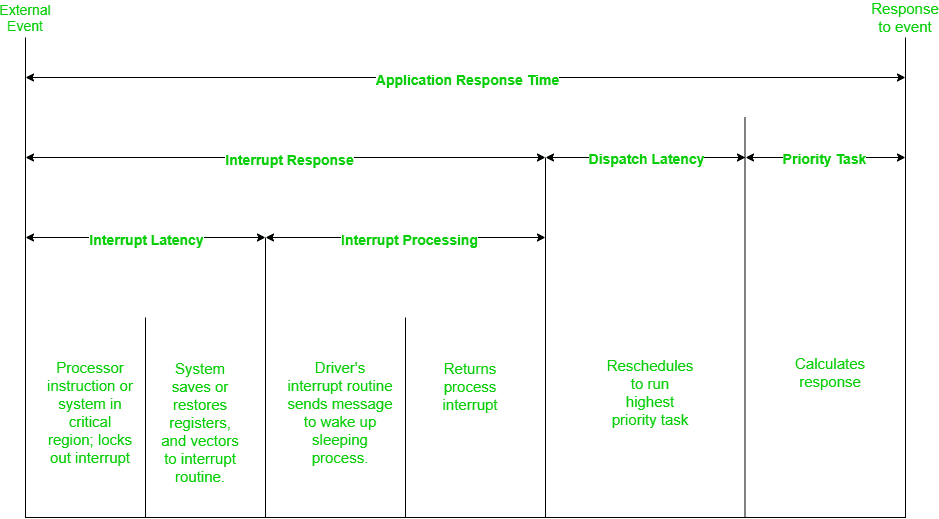 External
Event
Response
to event
Application Response Time
Interrupt Response
Dispatch Latency
Priority Task
Interrupt Latency
Interrupt Processing
Processor
instruction or
system in
critical
region; locks
out interrupt
System
saves or
restores
registers,
and vectors
to interrupt
routine.
Driver's
interrupt routine
sends message
to wake up
sleeping
process.
Returns
process
interrupt
Reschedules
to run
highest
priority task
Calculates
response